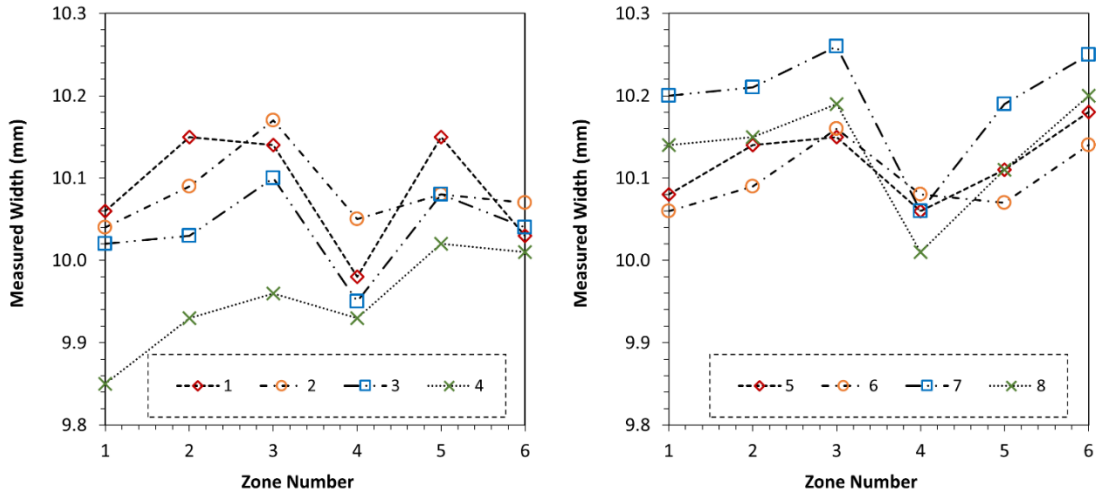 10.3
10.2
10.1
10.0
9.9
9.8
Measured Width (mm)
1 2 3 4
1 2 3 4 5 6
Zone Number
10.3
10.2
10.1
10.0
9.9
9.8
Measured Width (mm)
5 6 7 8
1 2 3 4 5 6
Zone Number